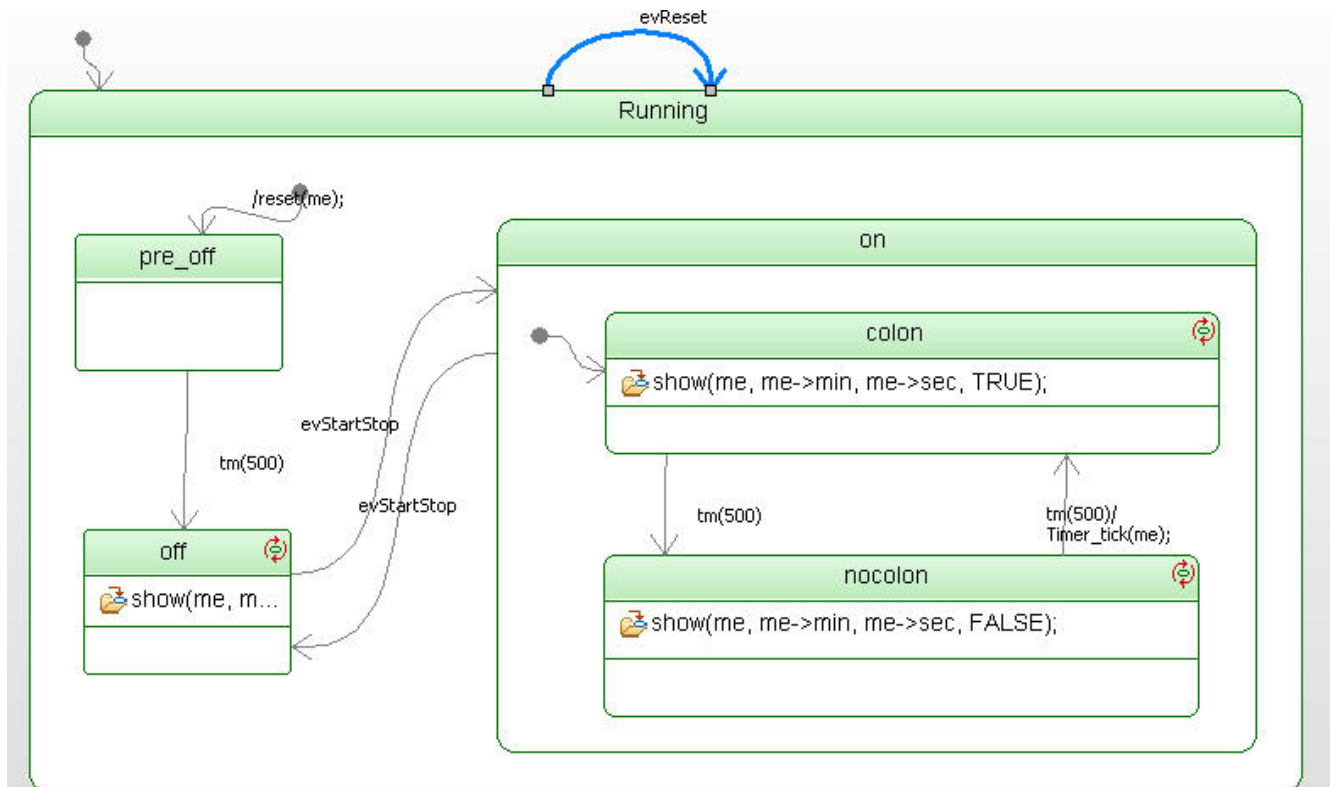 evReset
Running
/reset(me);
pre_off
on
colon
show(me, me->min, me->sec, TRUE);
evStartStop
tm(500)
evStartStop
tm(500)
tm(500)/
Timer_tick(me);
off
show(me, m...
nocolon
show(me, me->min, me->sec, FALSE);